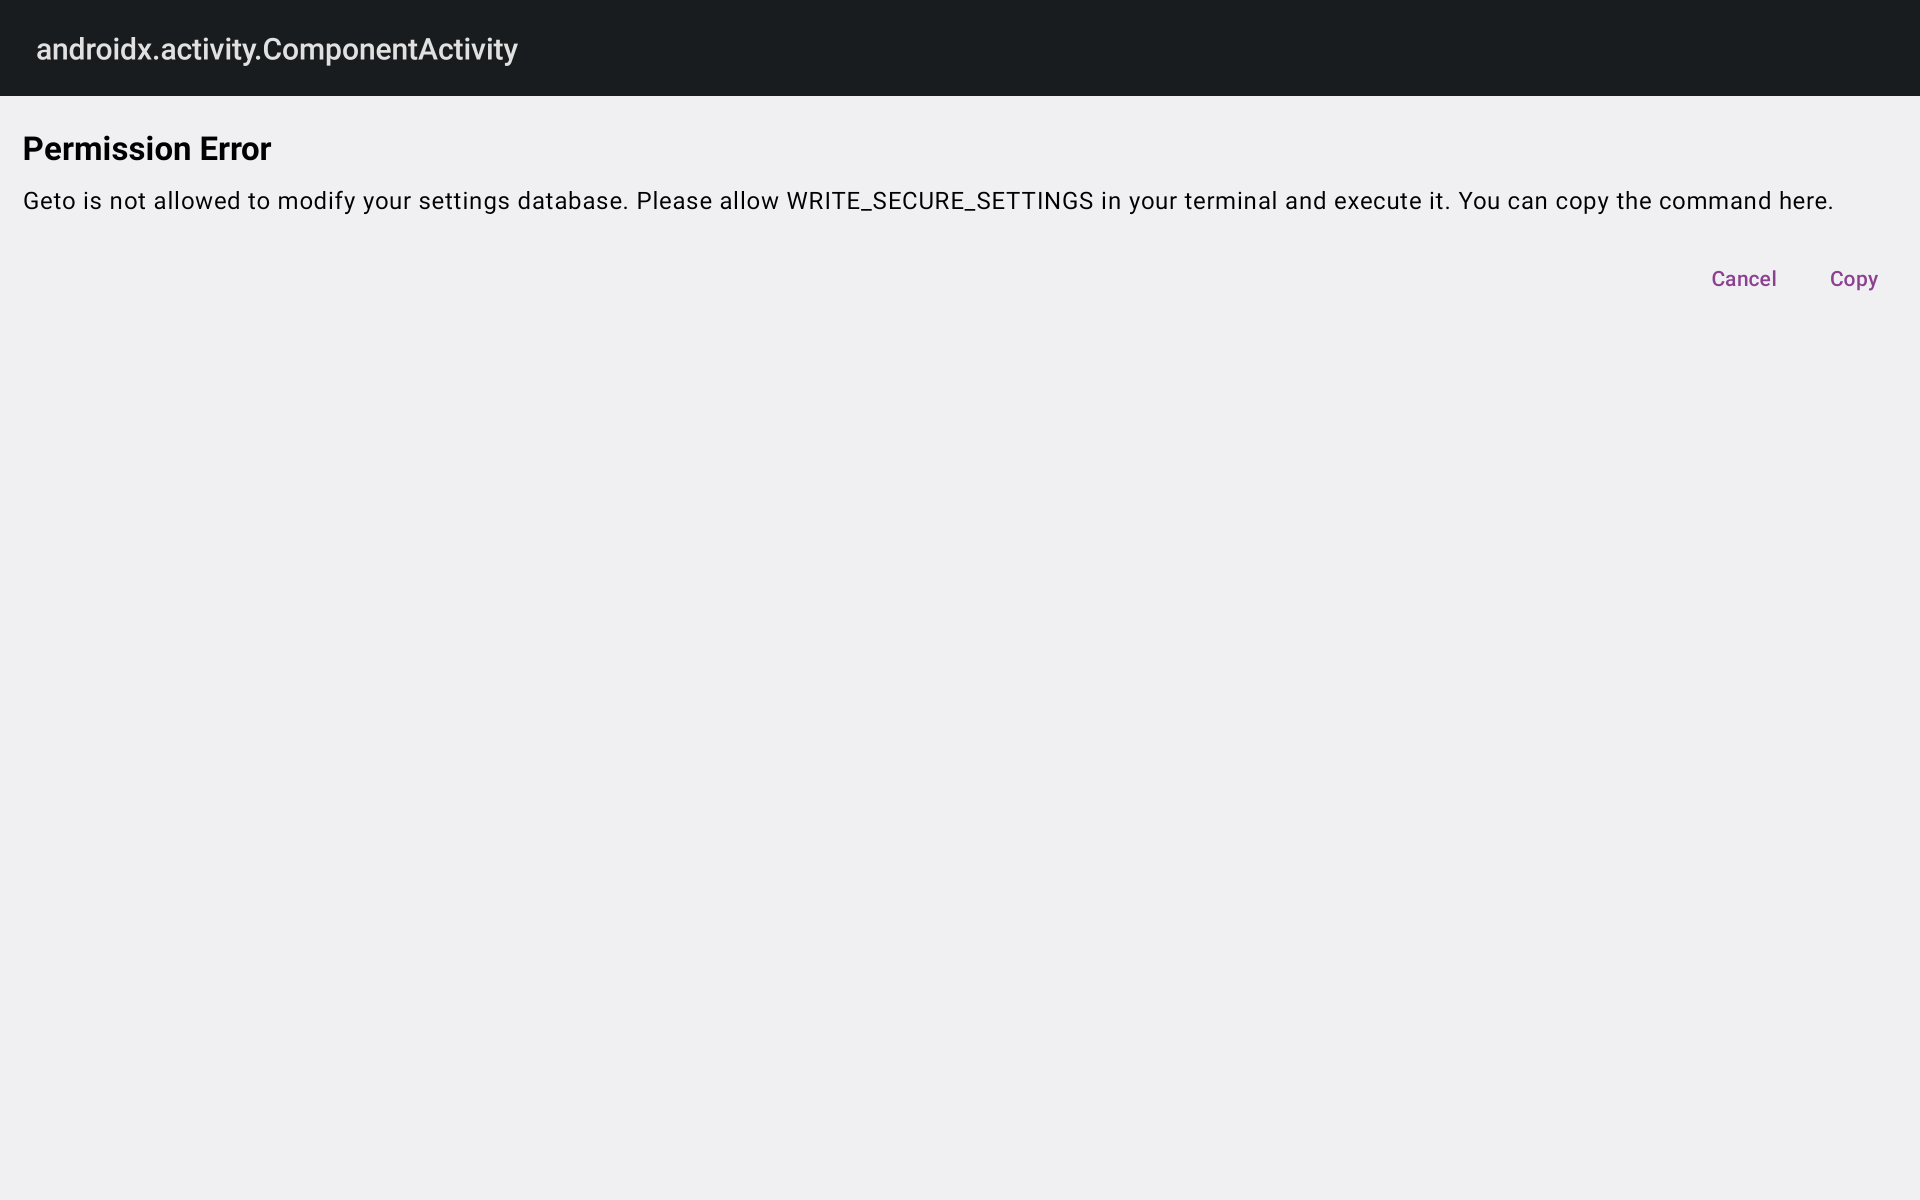 androidx.activity.ComponentActivity
Permission Error
Geto is not allowed to modify your settings database. Please allow WRITE_SECURE_SETTINGS in your terminal and execute it. You can copy the command here.
Cancel Copy